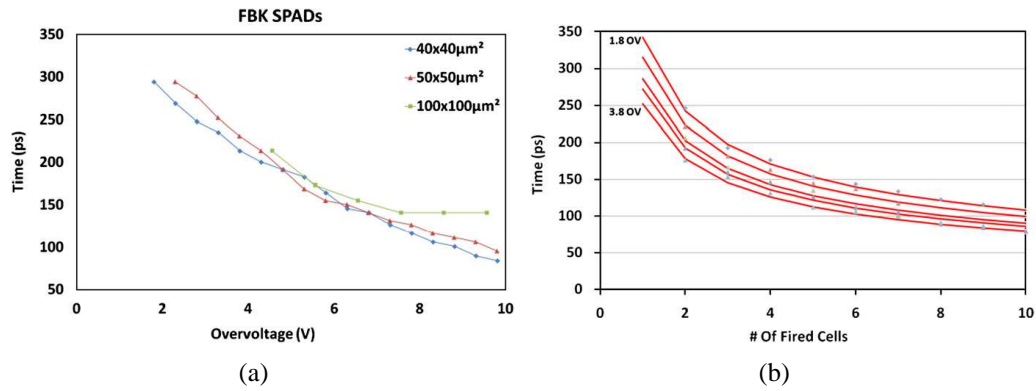 FBK SPADs
350
300
250
200
150
100
50
Time (ps)
0
2
4
6
8
10
Overvoltage (V)
40x40µm²
50x50µm²
100x100µm²
(a)
350
300
250
200
150
100
50
0
Time (ps)
1.8 OV
3.8 OV
0
2
4
6
8
10
# Of Fired Cells
(b)